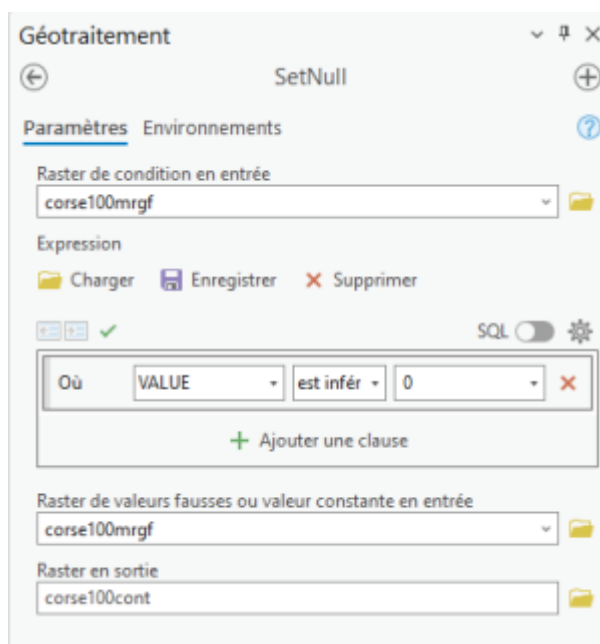 Géotraitement
SetNull
Paramètres Environnements
Raster de condition en entrée
corse100mrgf
Expression
Charger Enregistrer Supprimer
SQL
Où VALUE est infér 0
Ajouter une clause
Raster de valeurs fausses ou valeur constante en entrée
corse100mrgf
Raster en sortie
corse100cont